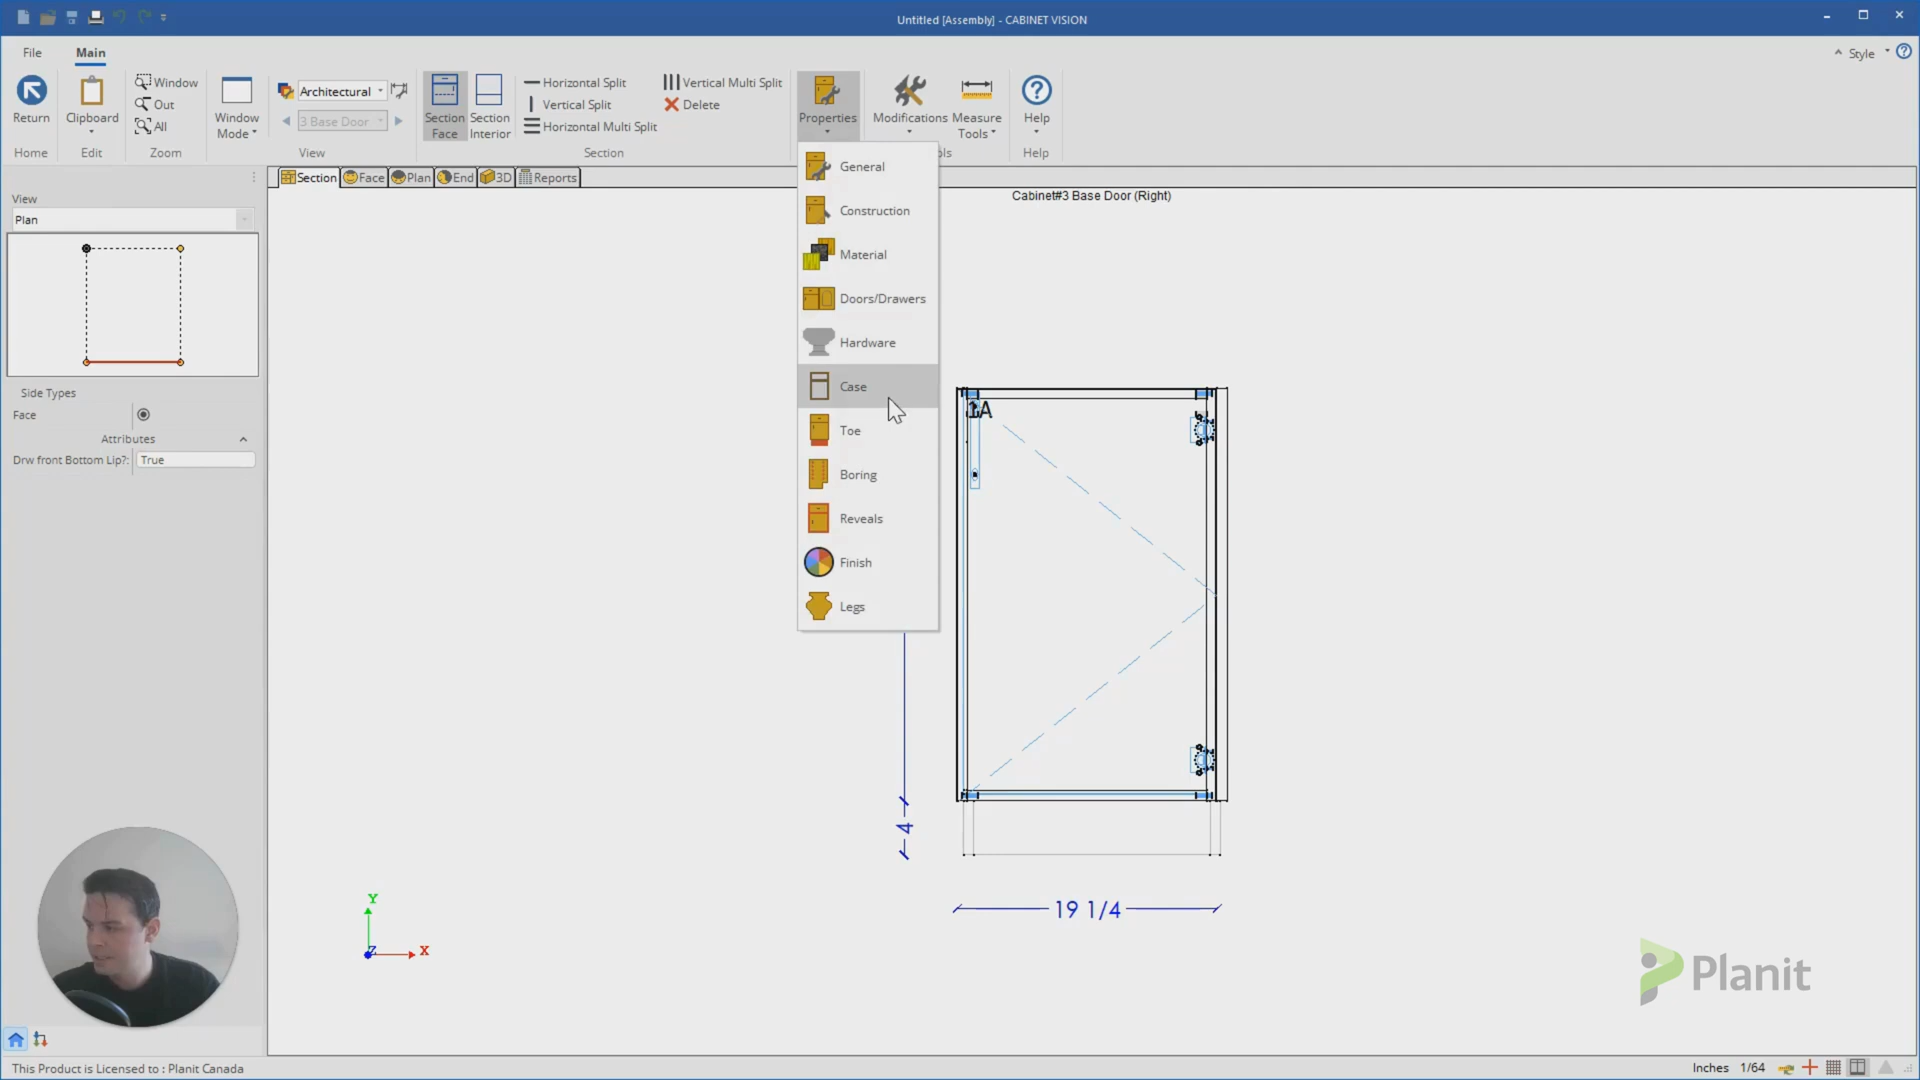 Untitled [Assembly] - CABINET VISION
File
Main
Style
Return
Clipboard
Window
Out
All
Window
Mode
Architectural
3 Base Door
Section
Face
Section
Interior
Horizontal Split
Vertical Split
Horizontal Multi Split
Vertical Multi Split
Delete
Properties
Modifications
Measure
Tools
Help
Home
Edit
Zoom
View
Section
ls
Help
Section
Face
Plan
End
3D
Reports
View
Plan
Side Types
Face
Attributes
Drw front Bottom Lip?:
True
General
Construction
Material
Doors/Drawers
Hardware
Case
Toe
Boring
Reveals
Finish
Legs
Cabinet#3 Base Door (Right)
1A
4
19 1/4
Y
Z
X
Planit
This Product is Licensed to : Planit Canada
Inches
1/64